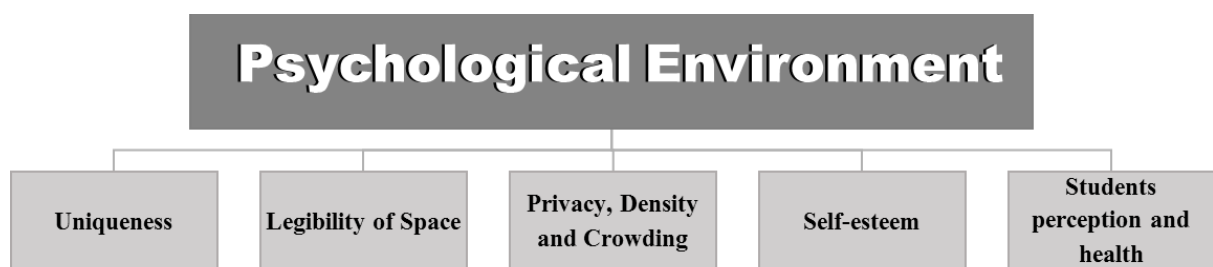 Psychological Environment
Uniqueness
Legibility of Space
Privacy, Density
and Crowding
Self-esteem
Students
perception and
health